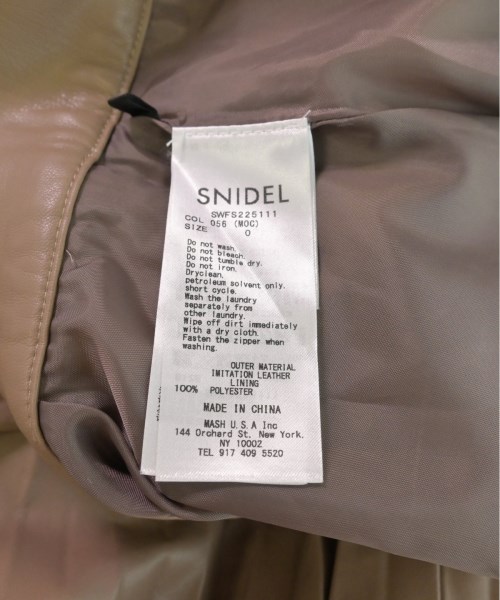 SNIDEL
SWFS225111
COL 056 (MOC)
SIZE 0
Do not wash.
Do not bleach.
Do not tumble dry.
Do not iron.
Dryclean.
petroleum solvent only.
short cycle.
Wash the laundry
separately from
other laundry.
Wipe off dirt immediately
with a dry cloth.
Fasten the zipper when
washing.
OUTER MATERIAL
IMITATION LEATHER
LINING
100% POLYESTER
MADE IN CHINA
MASH U.S.A Inc
144 Orchard St. New York,
NY 10002
TEL 917 409 5520